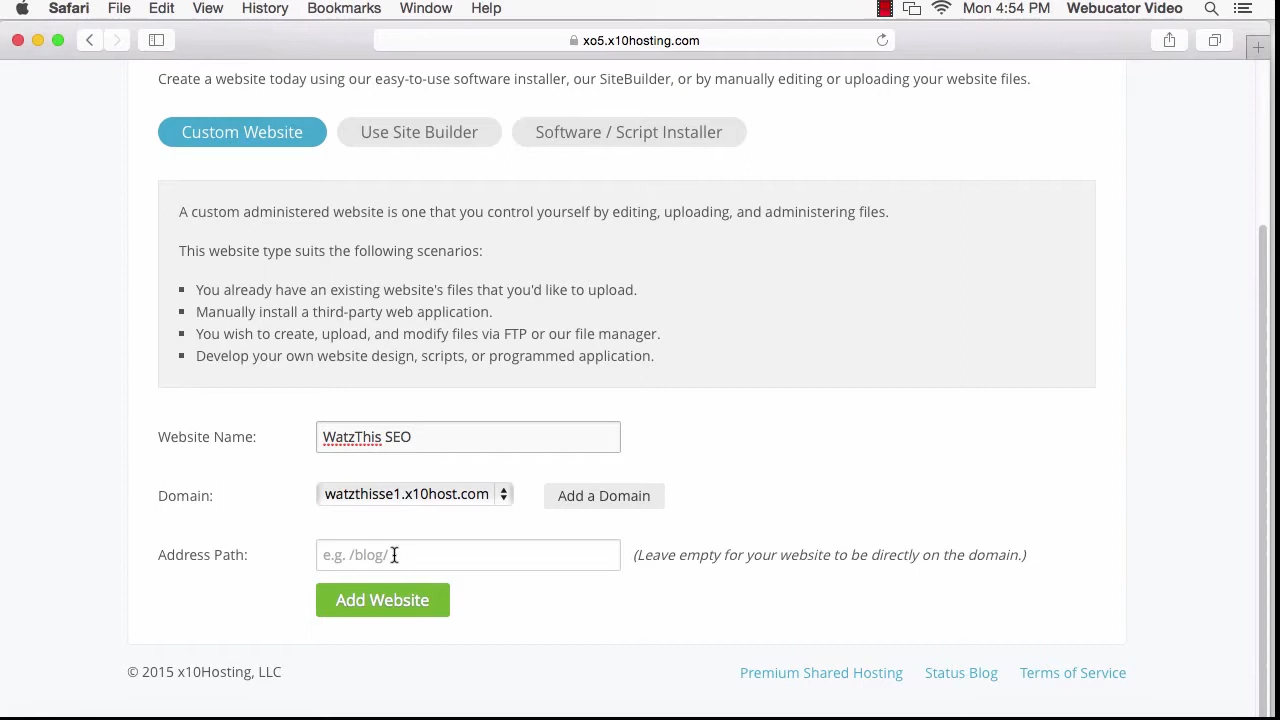 Safari File Edit View History Bookmarks Window Help Mon 4:54 PM Webucator Video
xo5.x10hosting.com
Create a website today using our easy-to-use software installer, our SiteBuilder, or by manually editing or uploading your website files.
Custom Website Use Site Builder Software / Script Installer
A custom administered website is one that you control yourself by editing, uploading, and administering files.
This website type suits the following scenarios:
You already have an existing website's files that you'd like to upload.
Manually install a third-party web application.
You wish to create, upload, and modify files via FTP or our file manager.
Develop your own website design, scripts, or programmed application.
Website Name: WatzThis SEO
Domain: watzthisse1.x10host.com Add a Domain
Address Path: e.g. /blog/ (Leave empty for your website to be directly on the domain.)
Add Website
© 2015 x10Hosting, LLC Premium Shared Hosting Status Blog Terms of Service